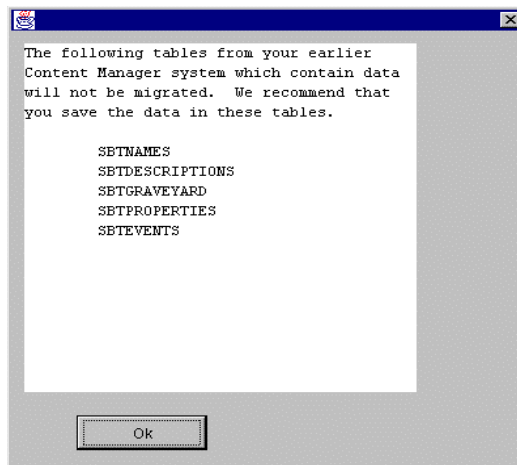 The following tables from your earlier
Content Manager system which contain data
will not be migrated.  We recommend that
you save the data in these tables.
SBTNAMES
SBTDESCRIPTIONS
SBTGRAVEYARD
SBTPROPERTIES
SBTEVENTS
Ok